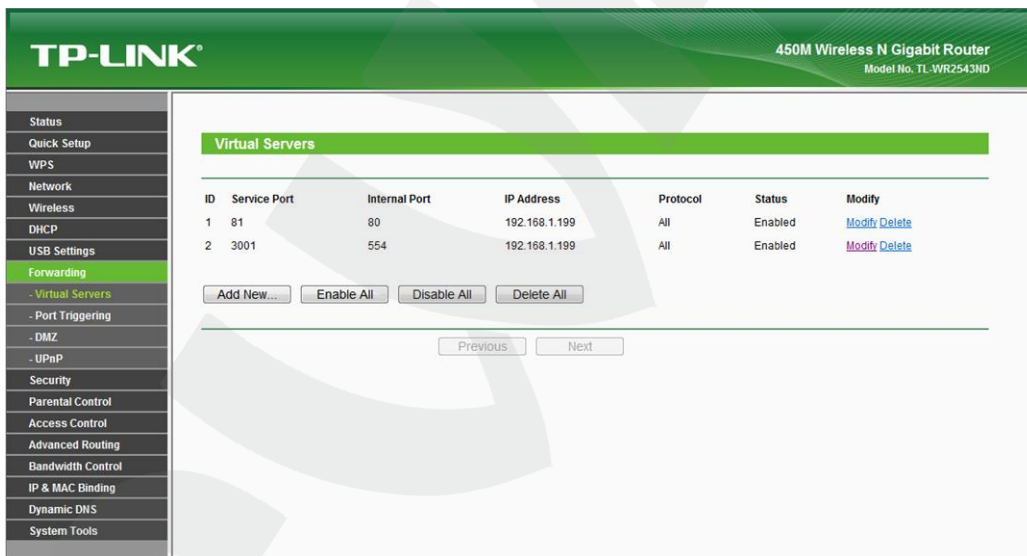 TP-LINK®
450M Wireless N Gigabit Router
Model No. TL-WR2543ND
Status
Quick Setup
WPS
Network
Wireless
DHCP
USB Settings
Forwarding
- Virtual Servers
- Port Triggering
- DMZ
- UPnP
Security
Parental Control
Access Control
Advanced Routing
Bandwidth Control
IP & MAC Binding
Dynamic DNS
System Tools
Virtual Servers
ID Service Port Internal Port IP Address Protocol Status Modify
1 81 80 192.168.1.199 All Enabled Modify Delete
2 3001 554 192.168.1.199 All Enabled Modify Delete
Add New... Enable All Disable All Delete All
Previous Next